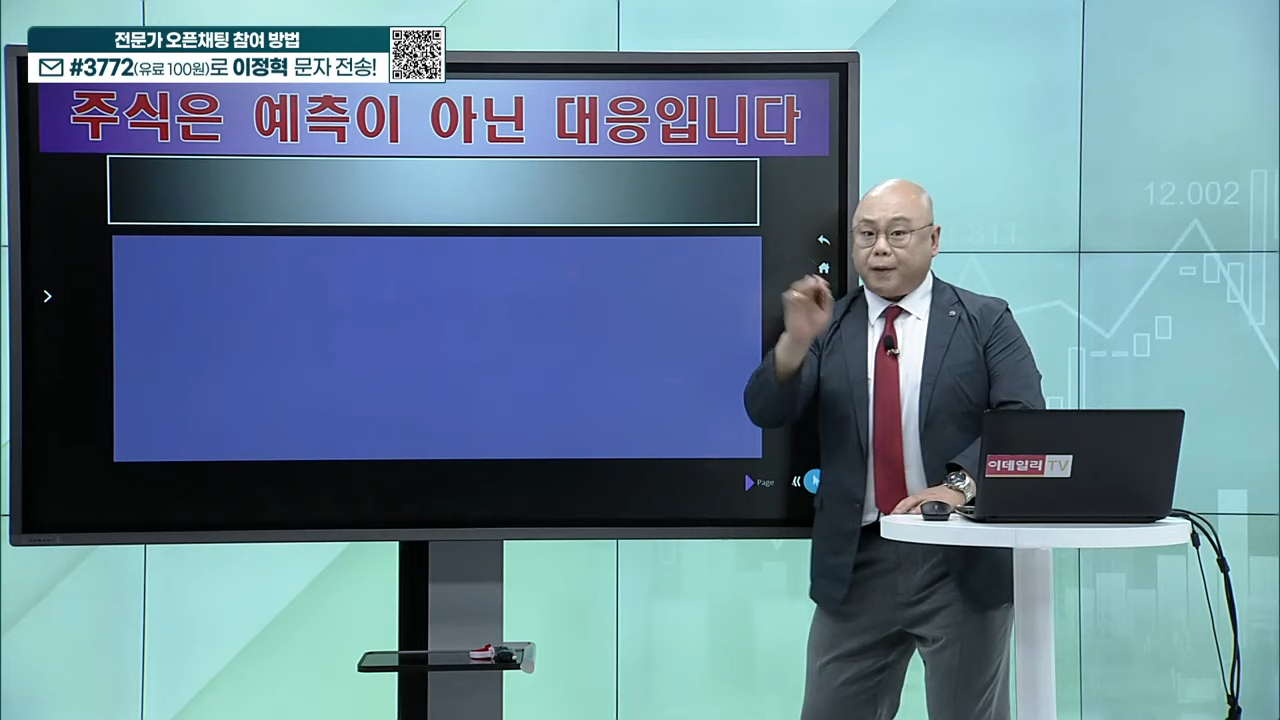 전문가 오픈채팅 참여 방법
#3772(유료 100원)로 이정혁 문자 전송!
주식은 예측이 아닌 대응입니다
12.002
.311
Page
이데일리TV